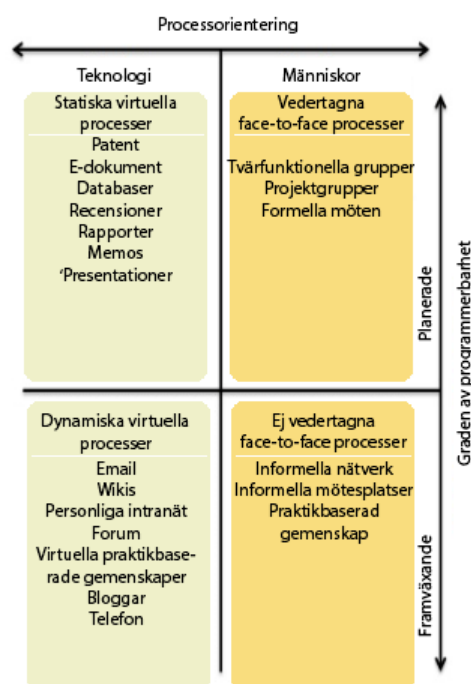 Processorientering
Teknologi
Människor
Statiska virtuella
processer
Patent
E-dokument
Databaser
Recensioner
Rapporter
Memos
‘Presentationer
Vedertagna
face-to-face processer
Tvärfunktionella grupper
Projektgrupper
Formella möten
Planerade
Graden av programmerbarhet
Dynamiska virtuella
processer
Email
Wikis
Personliga intranät
Forum
Virtuella praktikbase-
rade gemenskaper
Bloggar
Telefon
Ej vedertagna
face-to-face processer
Informella nätverk
Informella mötesplatser
Praktikbaserad
gemenskap
Framväxande